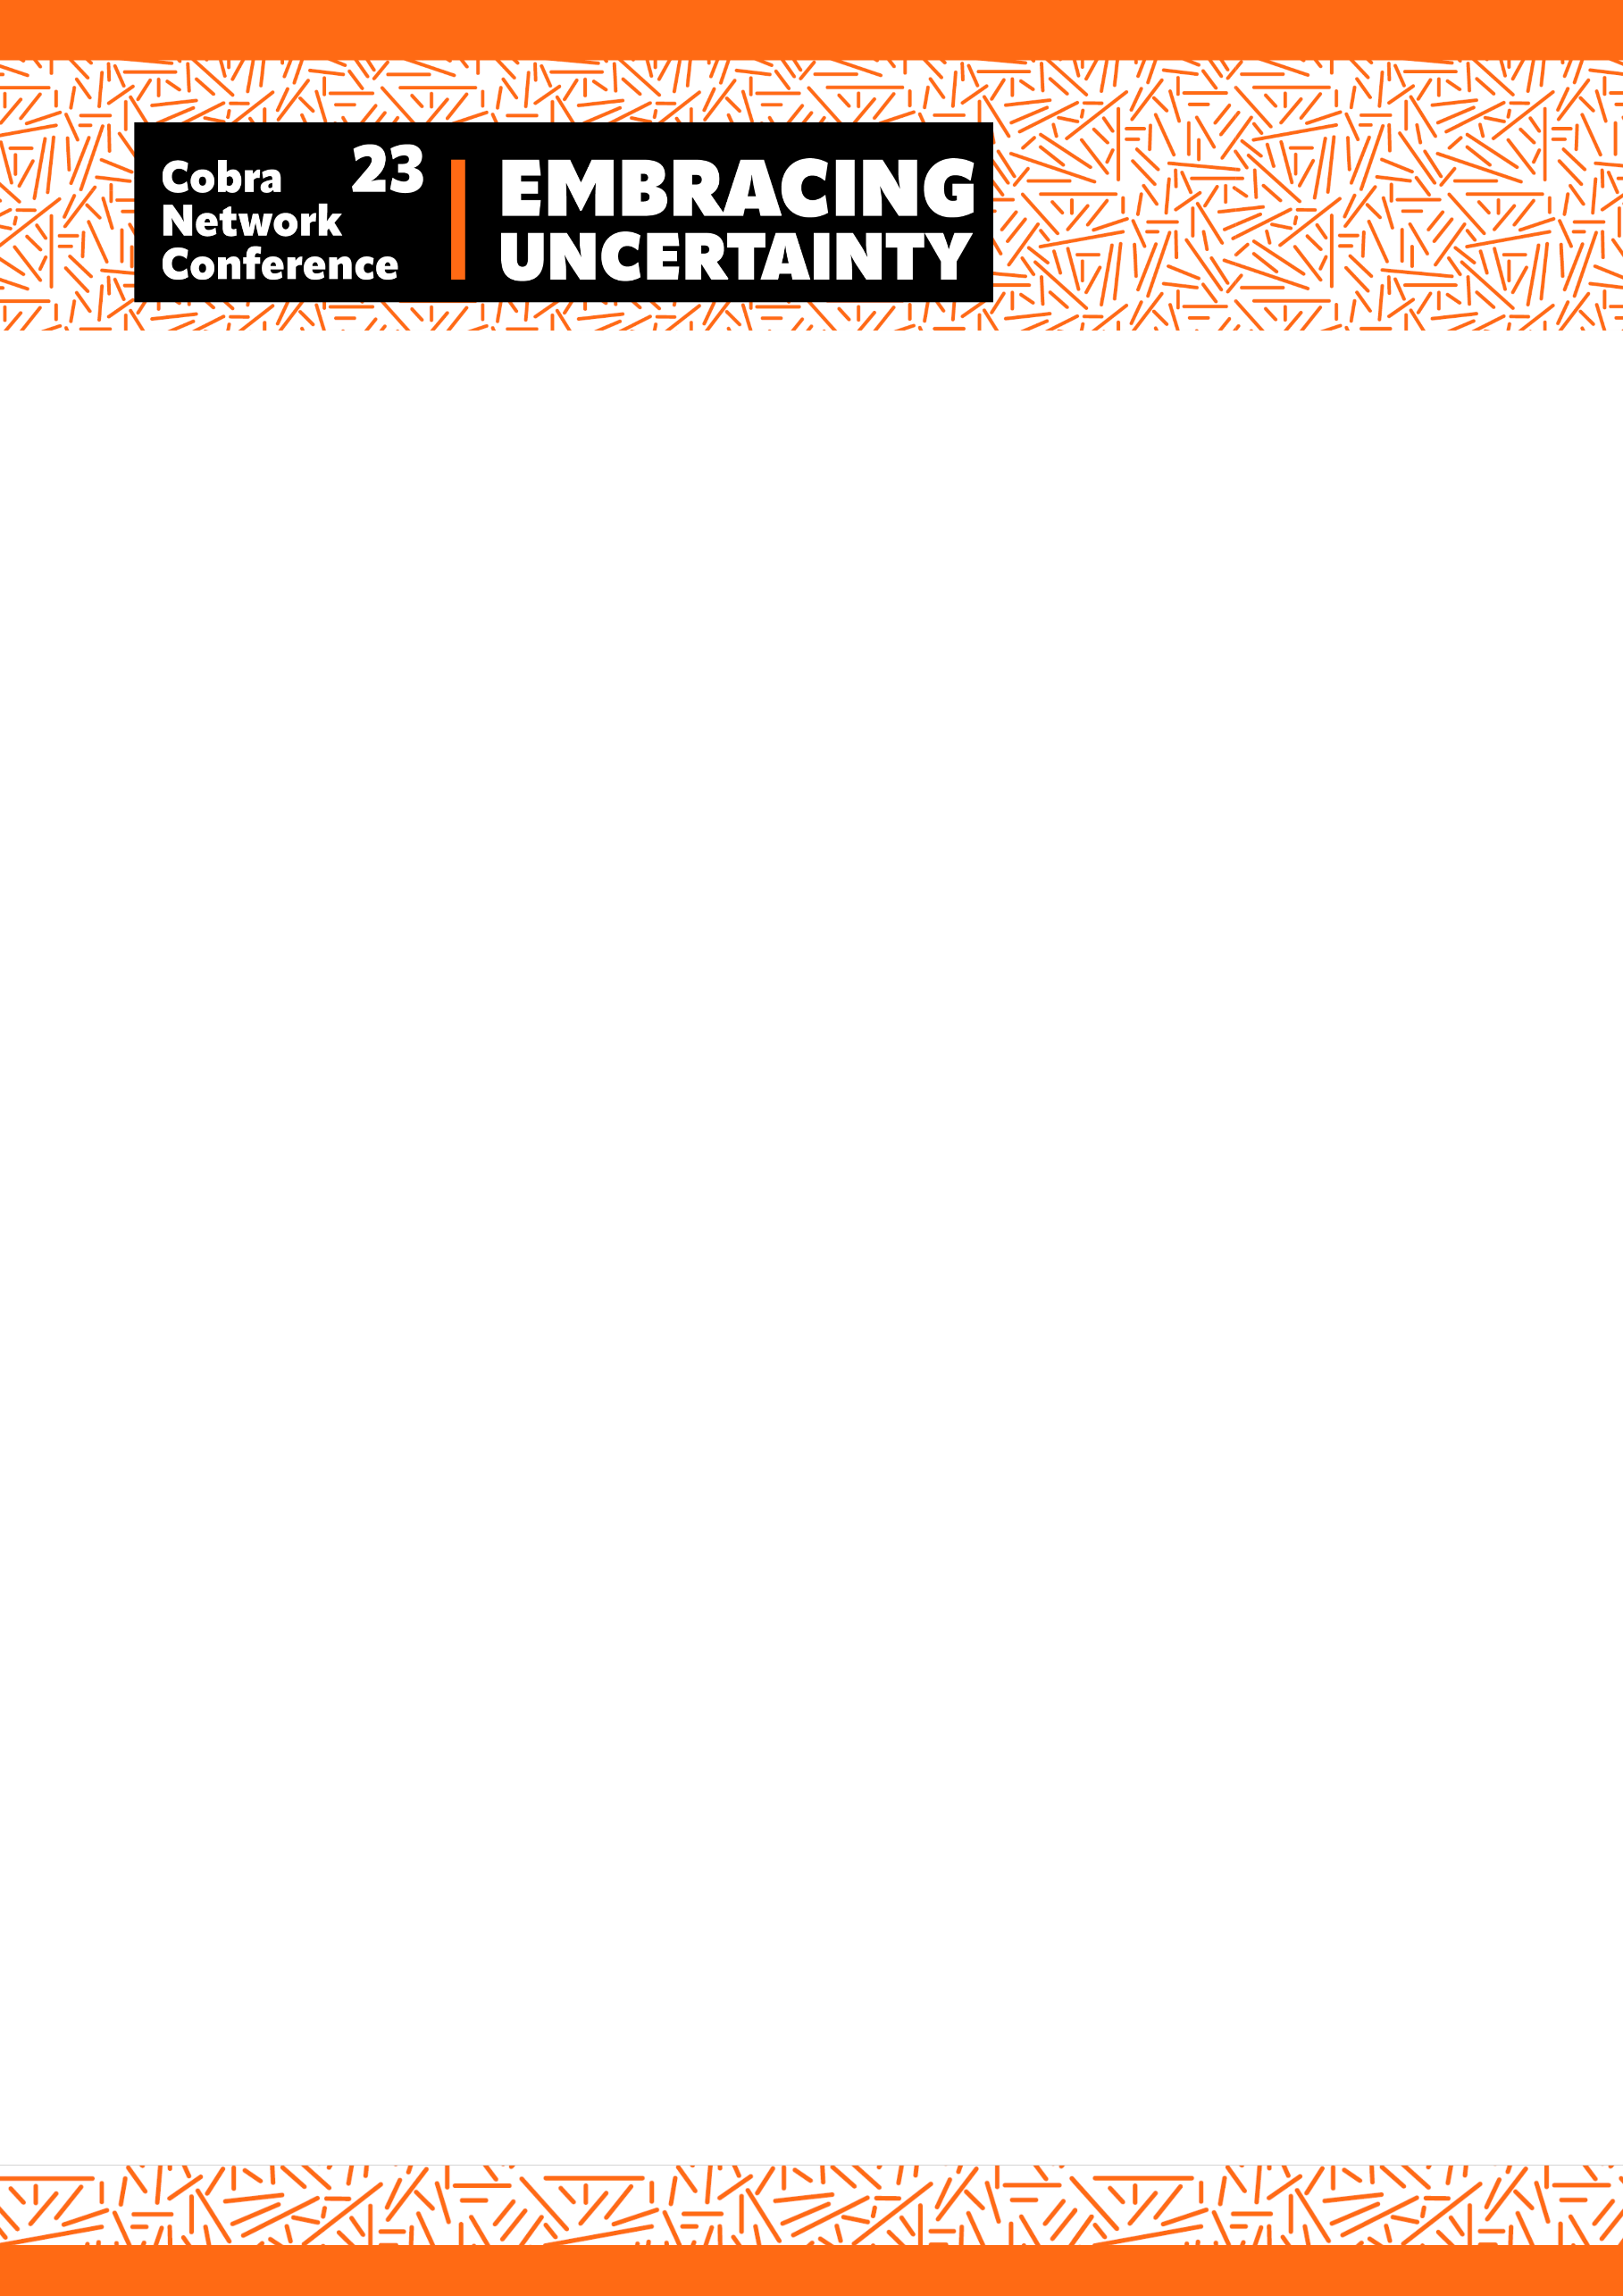 Cobra 23
Network
Conference
EMBRACING
UNCERTAINTY